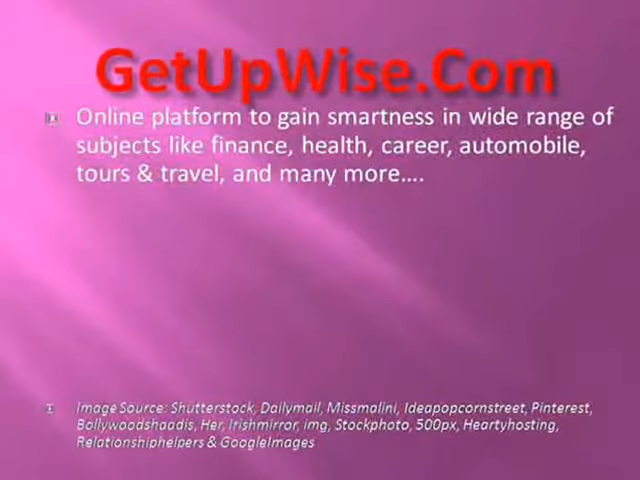 GetUpWise.Com
Online platform to gain smartness in wide range of
subjects like finance, health, career, automobile,
tours & travel, and many more....
Image Source: Shutterstock, Dailymail, Missmalini, Ideapopcornstreet, Pinterest,
Bollywoodshaadis, Her, Irishmirror, img, Stockphoto, 500px, Heartyhosting,
Relationshiphelpers & GoogleImages